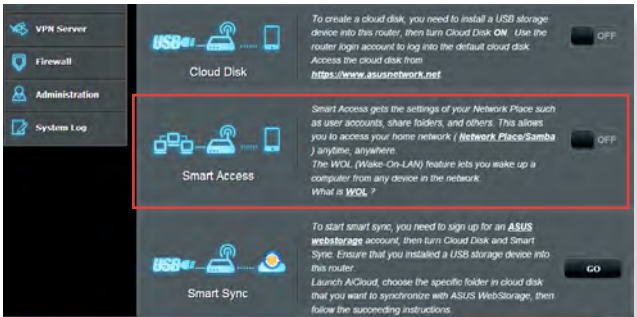 VPN Server
Firewall
Administration
System Log
USB
Cloud Disk
To create a cloud disk, you need to install a USB storage
device into this router, then turn Cloud Disk ON Use the
router login account to log into the default cloud disk.
Access the cloud disk from
https://www.asusnetwork.net.
OFF
Smart Access
Smart Access gets the settings of your Network Place such
as user accounts, share folders, and others. This allows
you to access your home network ( Network Place/Samba
) anytime, anywhere.
The WOL (Wake-On-LAN) feature lets you wake up a
computer from any device in the network.
What is WOL ?
OFF
USB
Smart Sync
To start smart sync, you need to sign up for an ASUS
webstorage account, then turn Cloud Disk and Smart
Sync. Ensure that you installed a USB storage device into
this router.
Launch AiCloud, choose the specific folder in cloud disk
that you want to synchronize with ASUS WebStorage, then
follow the succeeding instructions.
GO